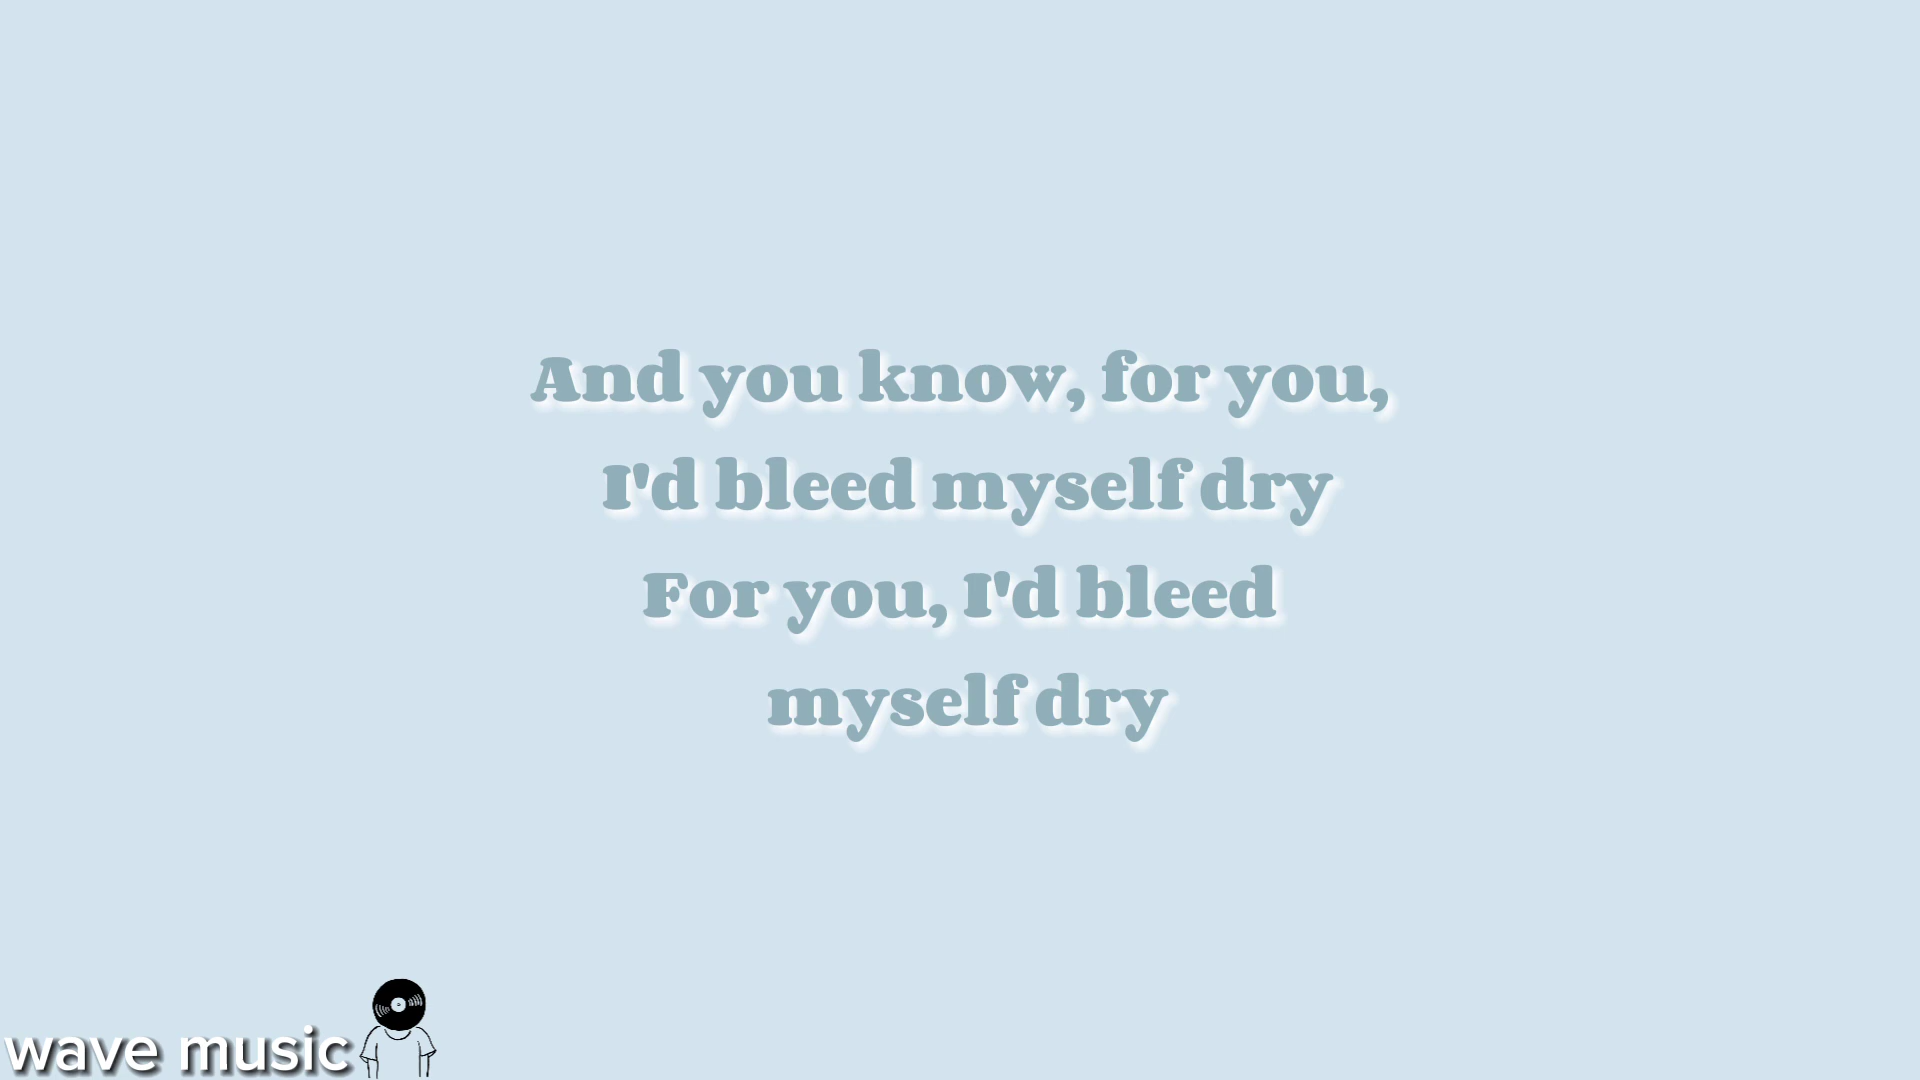 And you know, for you,
I'd bleed myself dry
For you, I'd bleed
myself dry
wave music